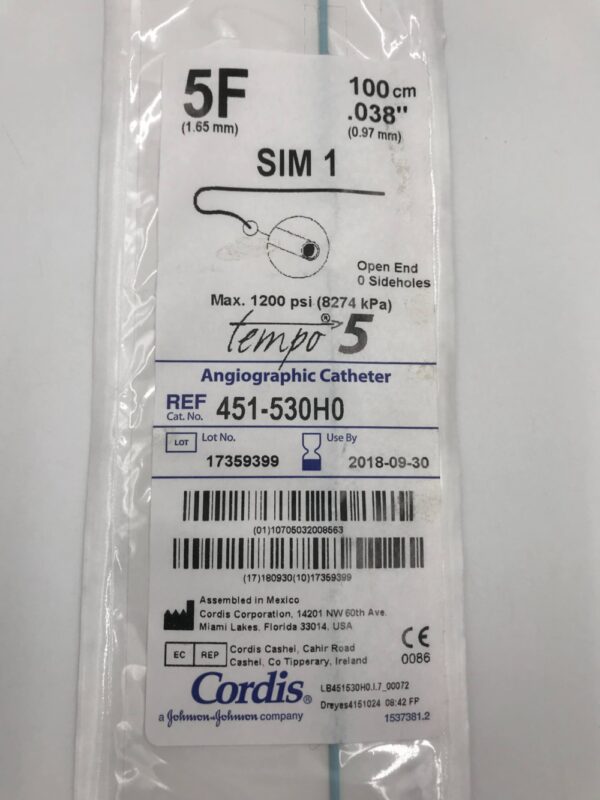 5F
(1.65 mm)
100 cm
.038"
(0.97 mm)
SIM 1
Open End
0 Sideholes
Max. 1200 psi (8274 kPa)
tempo® 5
Angiographic Catheter
REF
Cat. No. 451-530H0
LOT Lot No.
17359399
Use By
2018-09-30
(01)10705032008563
(17)180930(10)17359399
Assembled in Mexico
Cordis Corporation, 14201 NW 60th Ave.
Miami Lakes, Florida 33014, USA
EC REP Cordis Cashel, Cahir Road
Cashel, Co Tipperary, Ireland
CE
0086
Cordis®
a Johnson & Johnson company
LB451530H0.I.7_00072
Dreyes4151024 08:42 FP
1537381.2